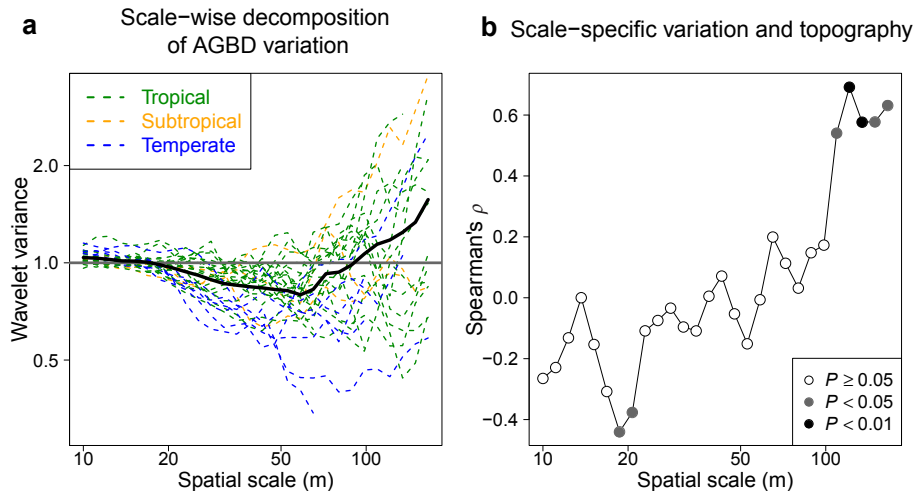 a
Scale−wise decomposition
of AGBD variation
Tropical
Subtropical
Temperate
Wavelet variance
2.0
1.0
0.5
10
20
50
100
Spatial scale (m)
b
Scale−specific variation and topography
Spearman's ρ
0.6
0.4
0.2
0.0
−0.2
−0.4
P ≥ 0.05
P < 0.05
P < 0.01
10
20
50
100
Spatial scale (m)